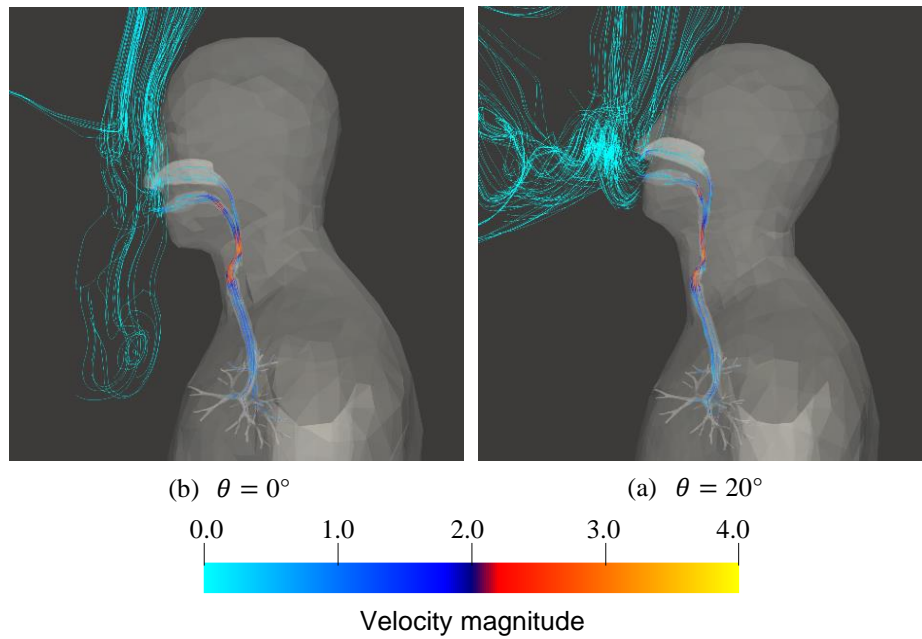 (b) θ = 0°
(a) θ = 20°
0.0 1.0 2.0 3.0 4.0
Velocity magnitude